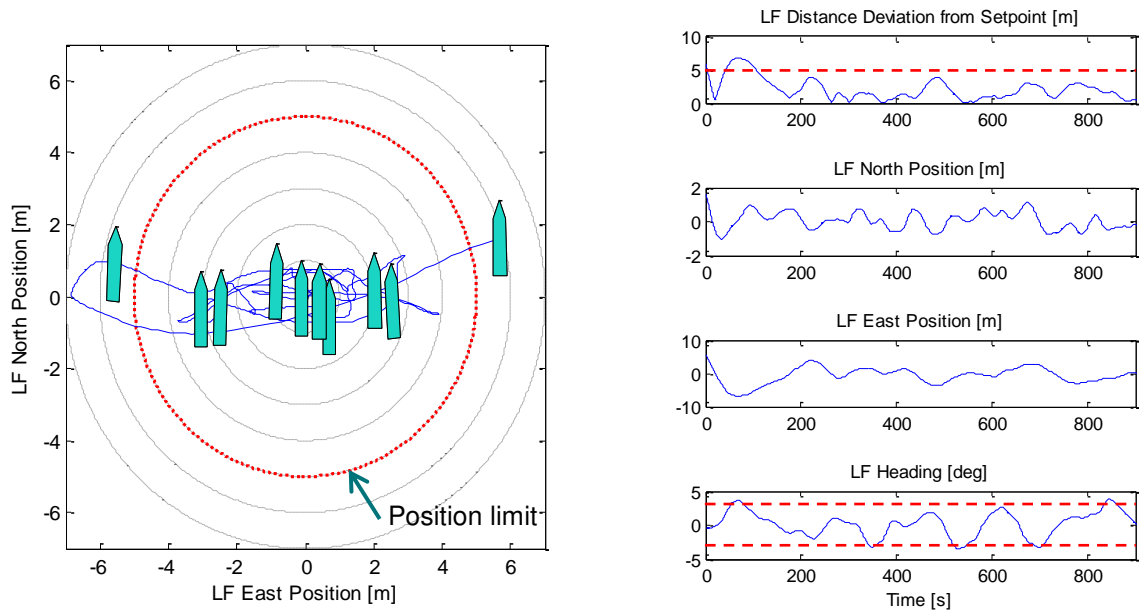 LF North Position [m]
6
4
2
0
-2
-4
-6
-6 -4 -2 0 2 4 6
LF East Position [m]
Position limit
LF Distance Deviation from Setpoint [m]
10
5
0
0 200 400 600 800
LF North Position [m]
2
0
-2
0 200 400 600 800
LF East Position [m]
10
0
-10
0 200 400 600 800
LF Heading [deg]
5
0
-5
0 200 400 600 800
Time [s]